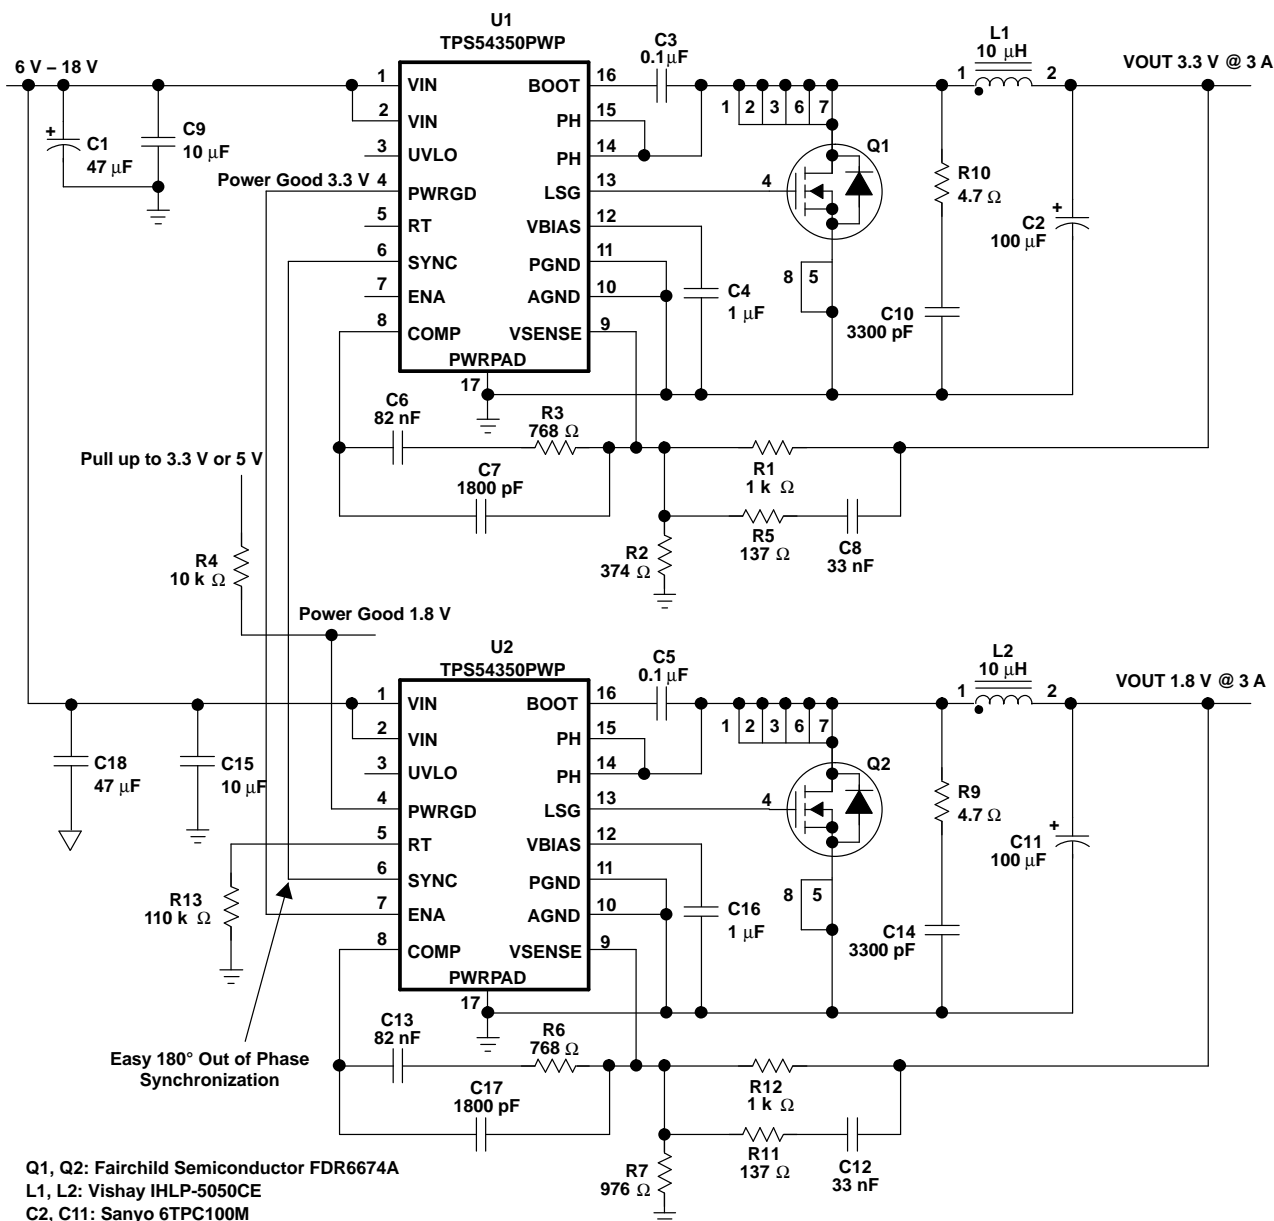 U1
TPS54350PWP
6 V – 18 V
C3
0.1 µF
L1
10 µH
VOUT 3.3 V @ 3 A
1 VIN
BOOT 16
1 2
2 VIN
PH 15
1 2 3 6 7
C1
47 µF
C9
10 µF
3 UVLO
PH 14
Q1
Power Good 3.3 V
4 PWRGD
LSG 13
4
R10
4.7 Ω
5 RT
VBIAS 12
C2
100 µF
6 SYNC
PGND 11
8 5
7 ENA
AGND 10
C4
1 µF
C10
3300 pF
8 COMP
VSENSE 9
PWRPAD
17
C6
82 nF
R3
768 Ω
Pull up to 3.3 V or 5 V
C7
1800 pF
R1
1 k Ω
R4
10 k Ω
R2
374 Ω
R5
137 Ω
C8
33 nF
Power Good 1.8 V
U2
TPS54350PWP
C5
0.1 µF
L2
10 µH
VOUT 1.8 V @ 3 A
1 VIN
BOOT 16
1 2
2 VIN
PH 15
1 2 3 6 7
C18
47 µF
C15
10 µF
3 UVLO
PH 14
Q2
4 PWRGD
LSG 13
4
R9
4.7 Ω
5 RT
VBIAS 12
C11
100 µF
6 SYNC
PGND 11
8 5
R13
110 k Ω
7 ENA
AGND 10
C16
1 µF
C14
3300 pF
8 COMP
VSENSE 9
PWRPAD
17
C13
82 nF
R6
768 Ω
Easy 180° Out of Phase
Synchronization
C17
1800 pF
R12
1 k Ω
R7
976 Ω
R11
137 Ω
C12
33 nF
Q1, Q2: Fairchild Semiconductor FDR6674A
L1, L2: Vishay IHLP-5050CE
C2, C11: Sanyo 6TPC100M
+
+
+